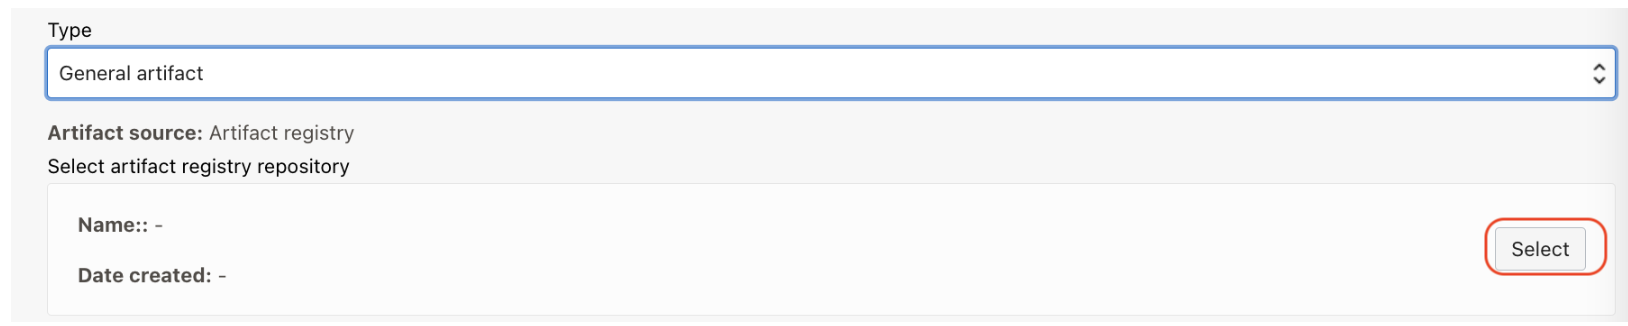 Type
General artifact
Artifact source: Artifact registry
Select artifact registry repository
Name:: -
Select
Date created: -